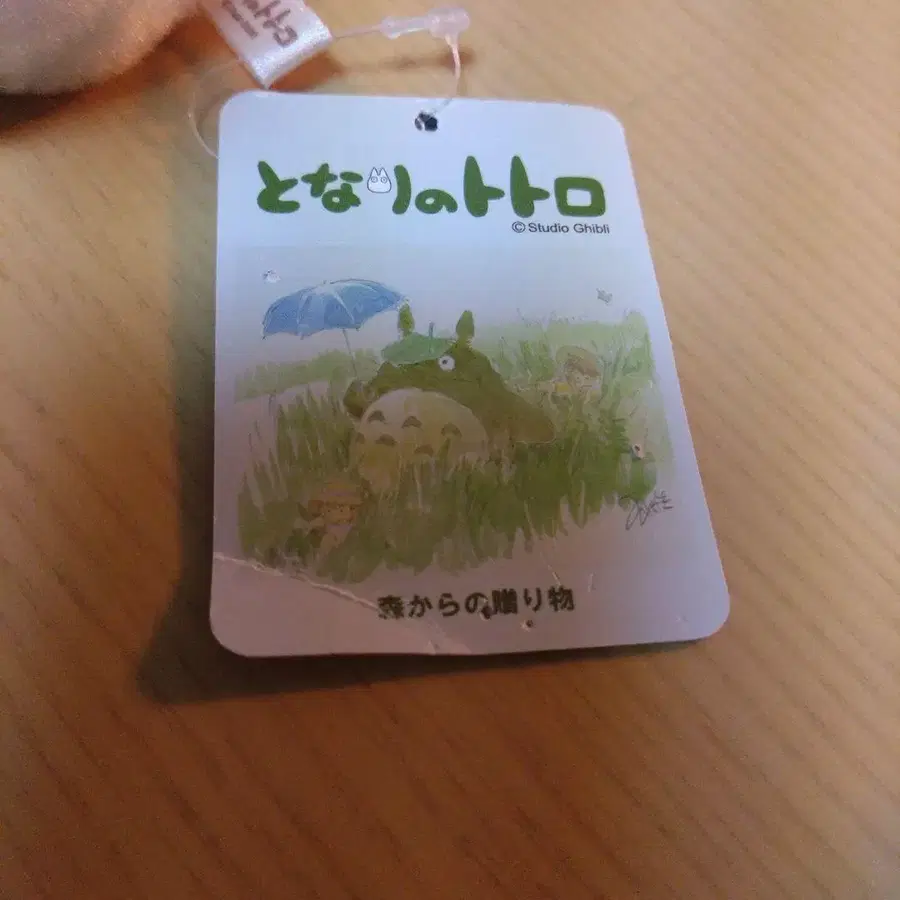 となりのトトロ
©Studio Ghibli
森からの贈り物